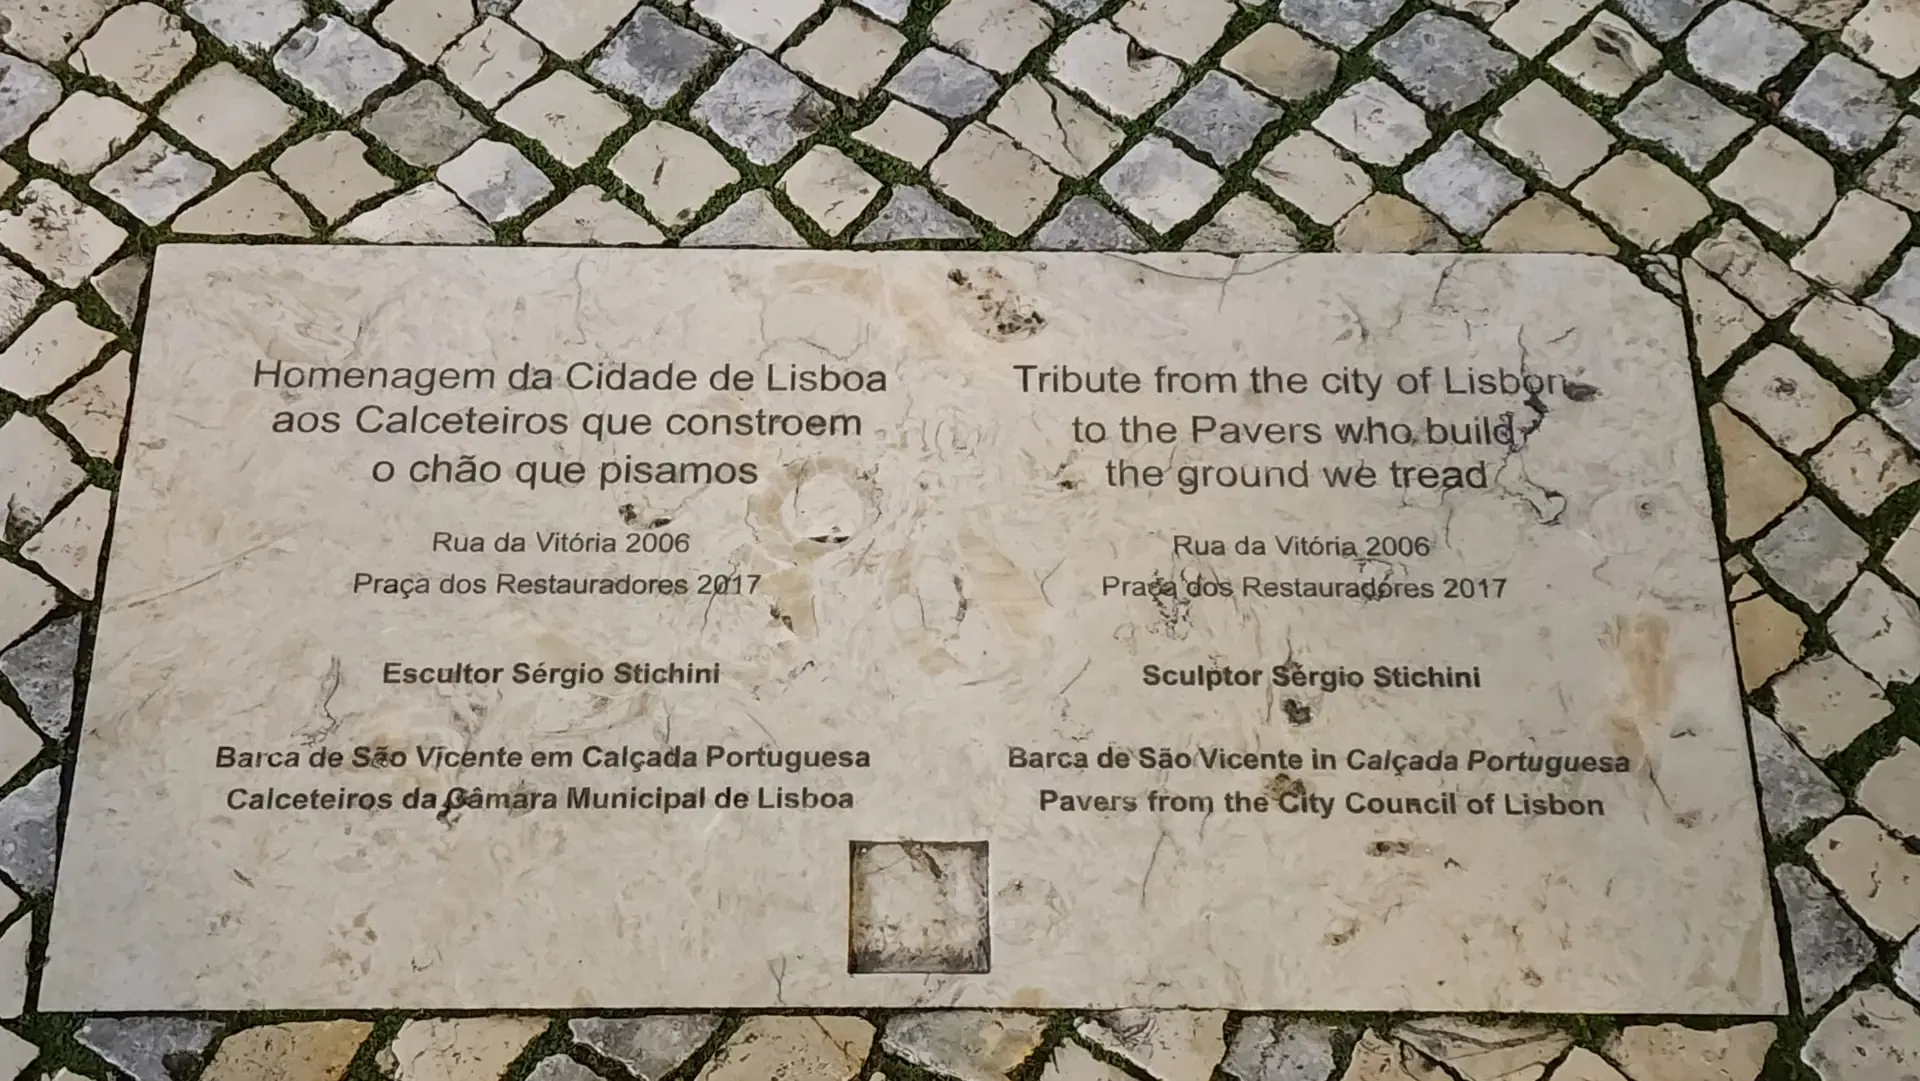 Homenagem da Cidade de Lisboa
aos Calceteiros que constroem
o chão que pisamos
Rua da Vitória 2006
Praça dos Restauradores 2017
Escultor Sérgio Stichini
Barca de São Vicente em Calçada Portuguesa
Calceteiros da Câmara Municipal de Lisboa
Tribute from the city of Lisbon
to the Pavers who build
the ground we tread
Rua da Vitória 2006
Praça dos Restauradores 2017
Sculptor Sérgio Stichini
Barca de São Vicente in Calçada Portuguesa
Pavers from the City Council of Lisbon